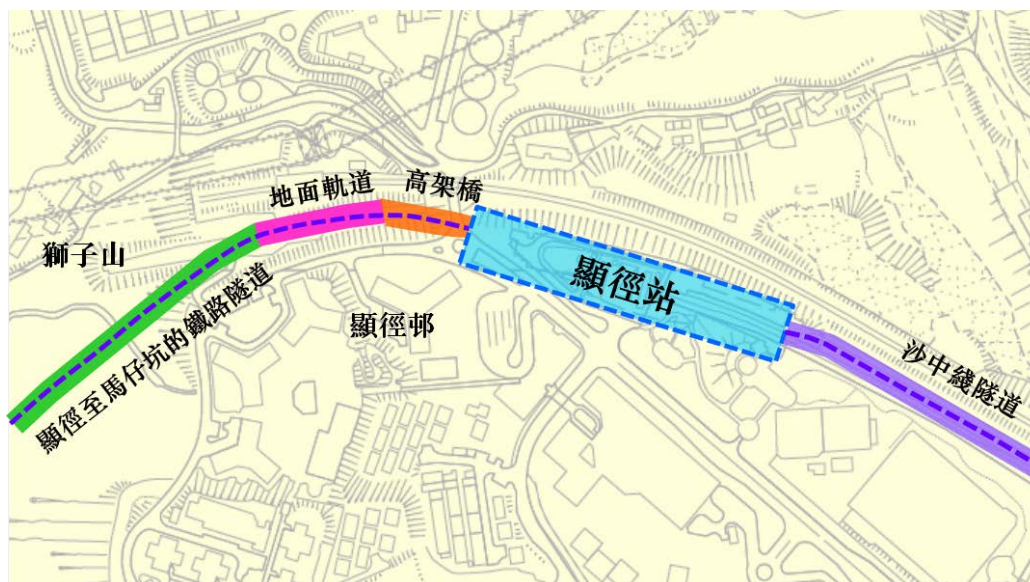 地面軌道
高架橋
獅子山
顯徑站
顯徑邨
顯徑至馬仔坑的鐵路隧道
沙中綫隧道